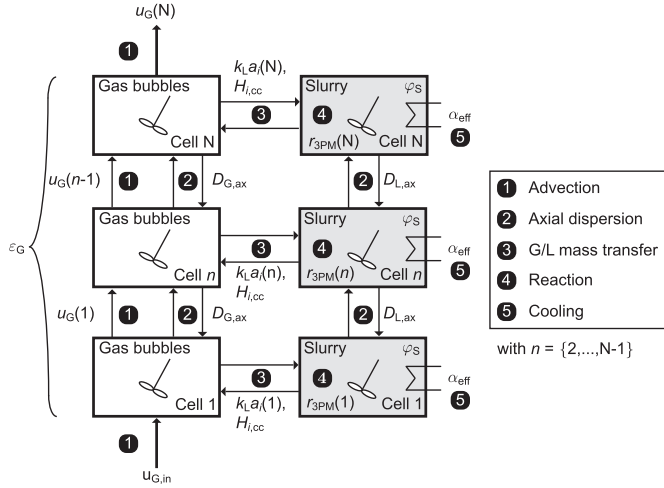 u_G(N)
1
k_La_i(N),
H_i,cc
Gas bubbles
Cell N
3
Slurry
φ_S
4
r_3PM(N)
Cell N
α_eff
5
u_G(n-1)
1
2
D_G,ax
2
D_L,ax
ε_G
Gas bubbles
Cell n
3
k_La_i(n),
H_i,cc
Slurry
φ_S
4
r_3PM(n)
Cell n
α_eff
5
u_G(1)
1
2
D_G,ax
2
D_L,ax
Gas bubbles
Cell 1
3
k_La_i(1),
H_i,cc
Slurry
φ_S
4
r_3PM(1)
Cell 1
α_eff
5
1
u_G,in
1 Advection
2 Axial dispersion
3 G/L mass transfer
4 Reaction
5 Cooling
with n = {2,...,N-1}